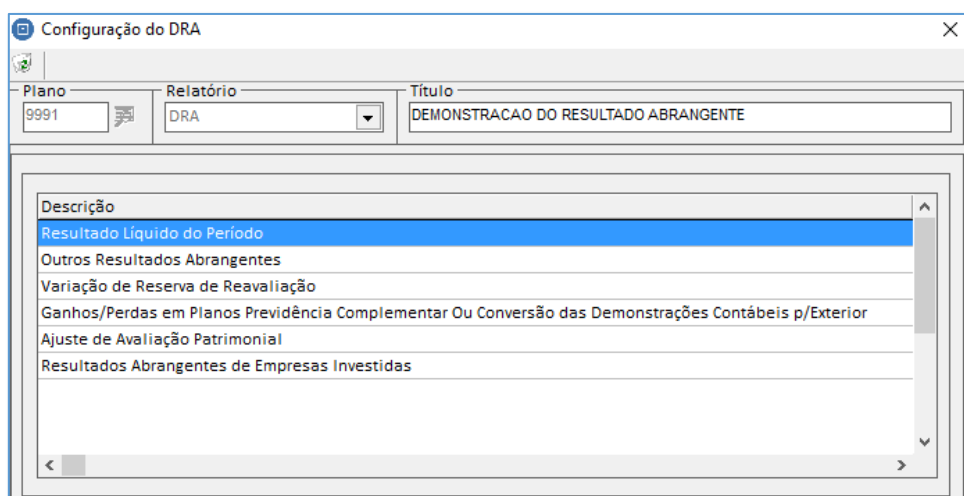 Configuração do DRA
Plano Relatório Título
9991 DRA DEMONSTRACAO DO RESULTADO ABRANGENTE
Descrição
Resultado Líquido do Período
Outros Resultados Abrangentes
Variação de Reserva de Reavaliação
Ganhos/Perdas em Planos Previdência Complementar Ou Conversão das Demonstrações Contábeis p/Exterior
Ajuste de Avaliação Patrimonial
Resultados Abrangentes de Empresas Investidas